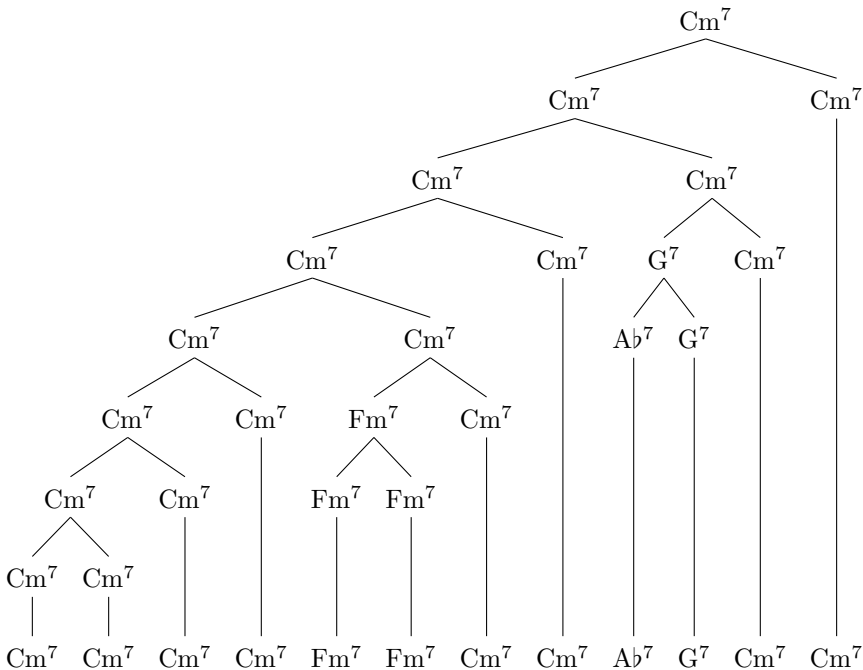 Cm⁷
Cm⁷ Cm⁷
Cm⁷ Cm⁷
Cm⁷ Cm⁷ G⁷ Cm⁷
Cm⁷ Cm⁷ A♭⁷ G⁷
Cm⁷ Cm⁷ Fm⁷ Cm⁷
Cm⁷ Cm⁷ Fm⁷ Fm⁷
Cm⁷ Cm⁷
Cm⁷ Cm⁷ Cm⁷ Cm⁷ Fm⁷ Fm⁷ Cm⁷ Cm⁷ A♭⁷ G⁷ Cm⁷ Cm⁷